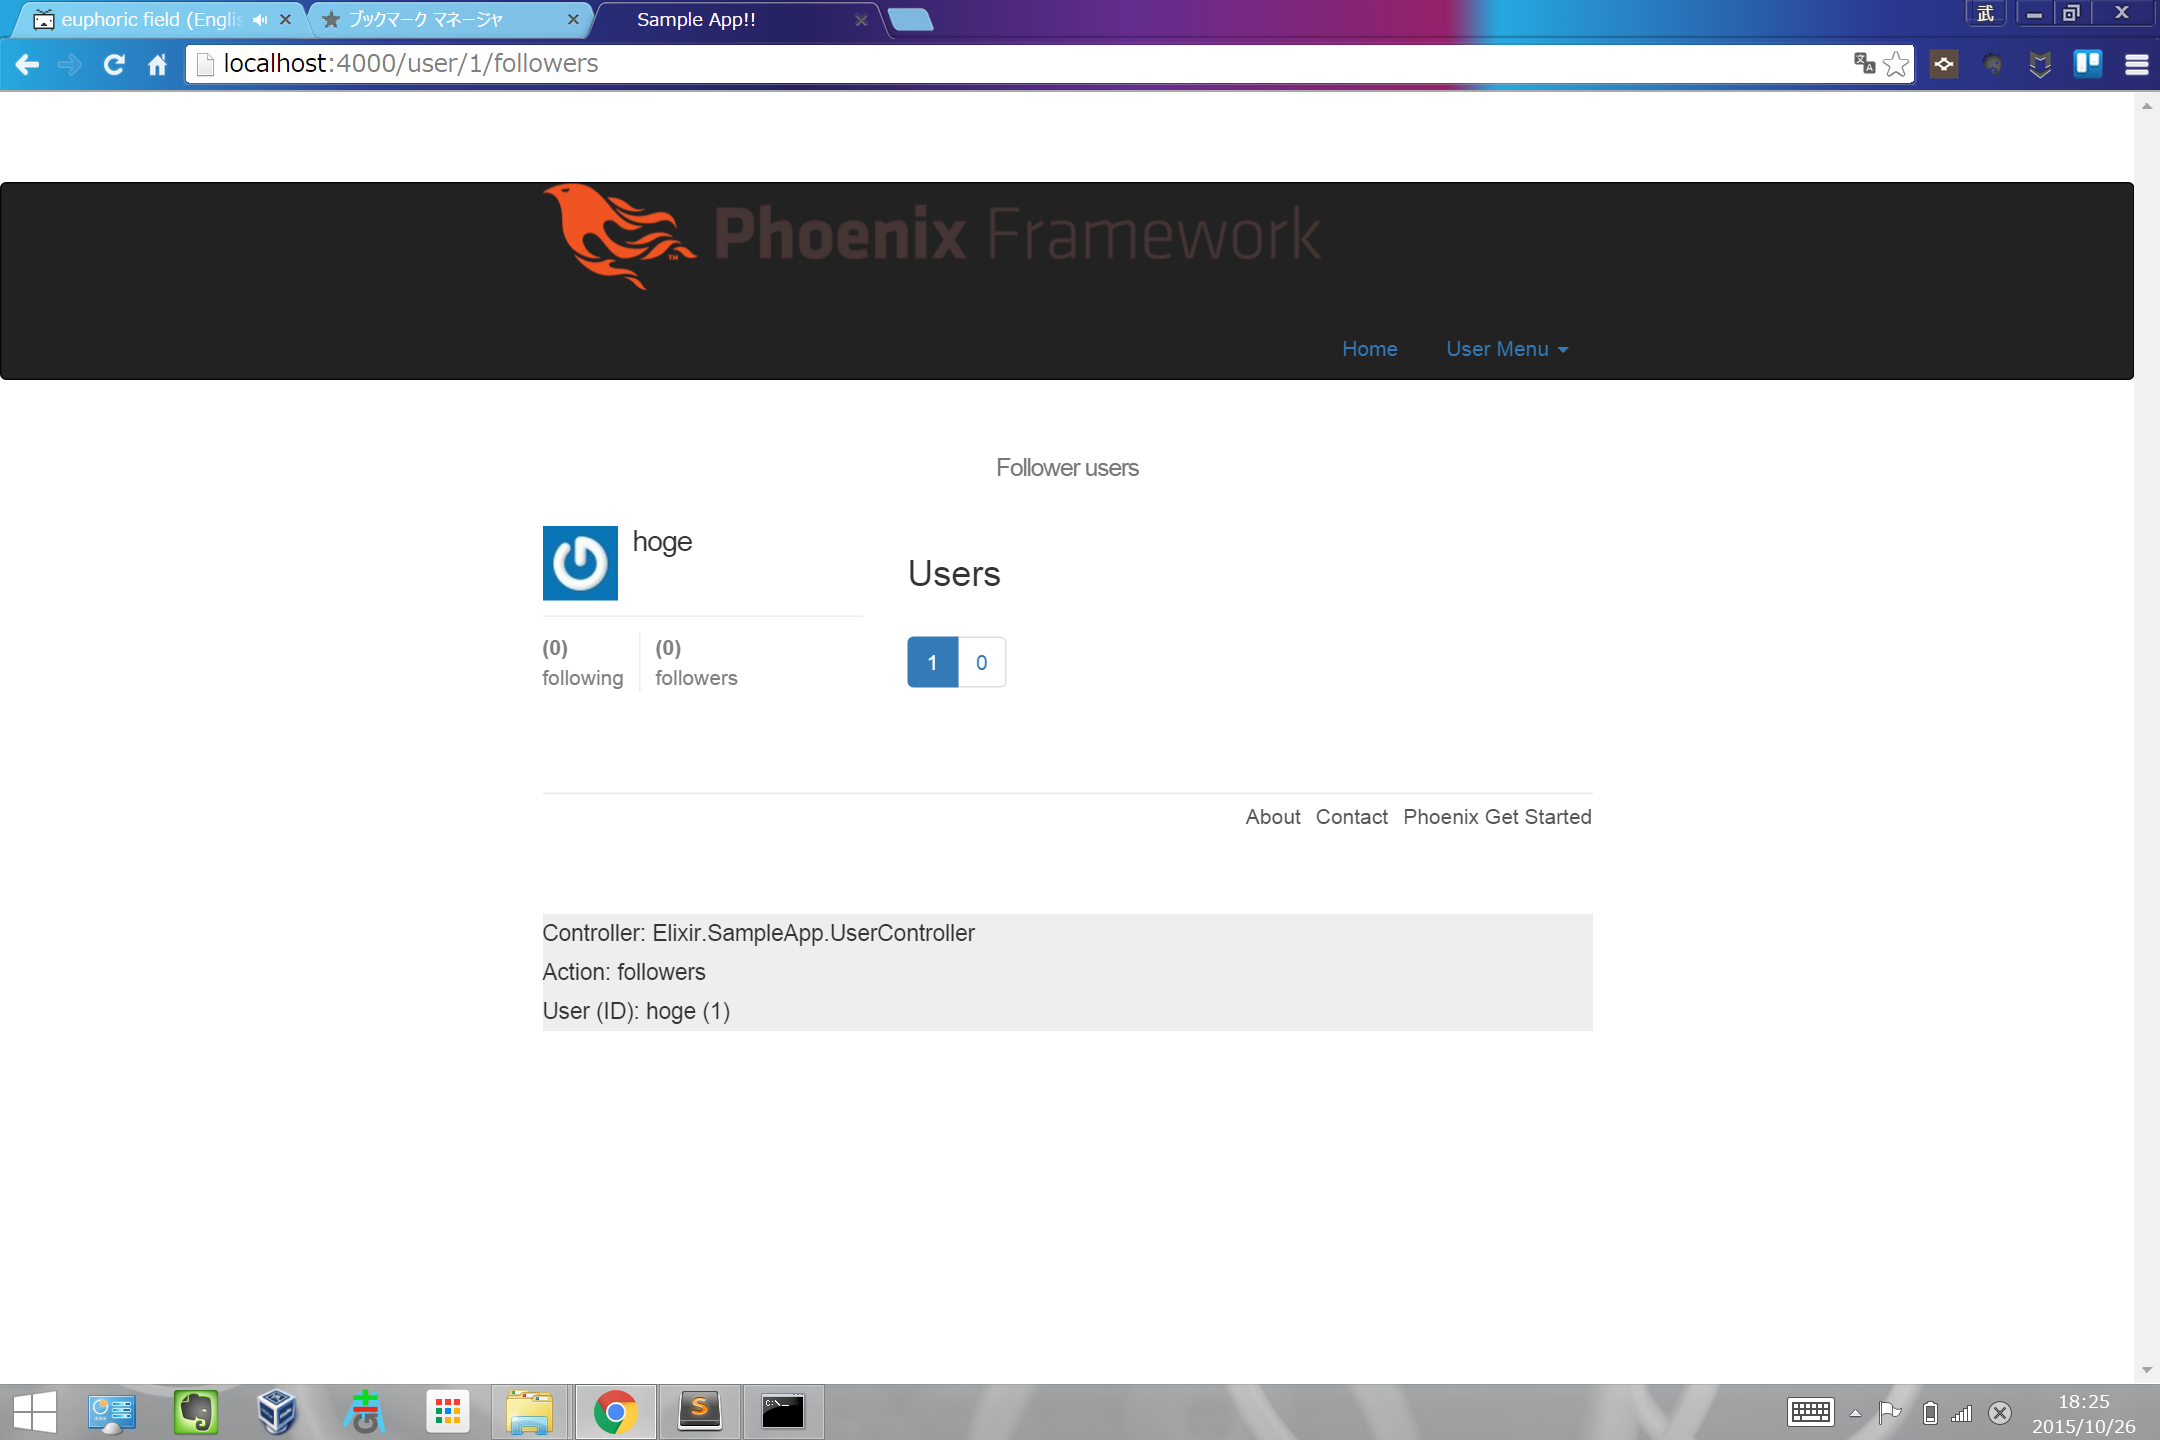 euphoric field (Englis
ブックマーク マネージャ
Sample App!!
武
localhost:4000/user/1/followers
Phoenix Framework
TM
Home
User Menu
Follower users
hoge
Users
(0)
following
(0)
followers
1
0
About Contact Phoenix Get Started
Controller: Elixir.SampleApp.UserController
Action: followers
User (ID): hoge (1)
C:\_
18:25
2015/10/26